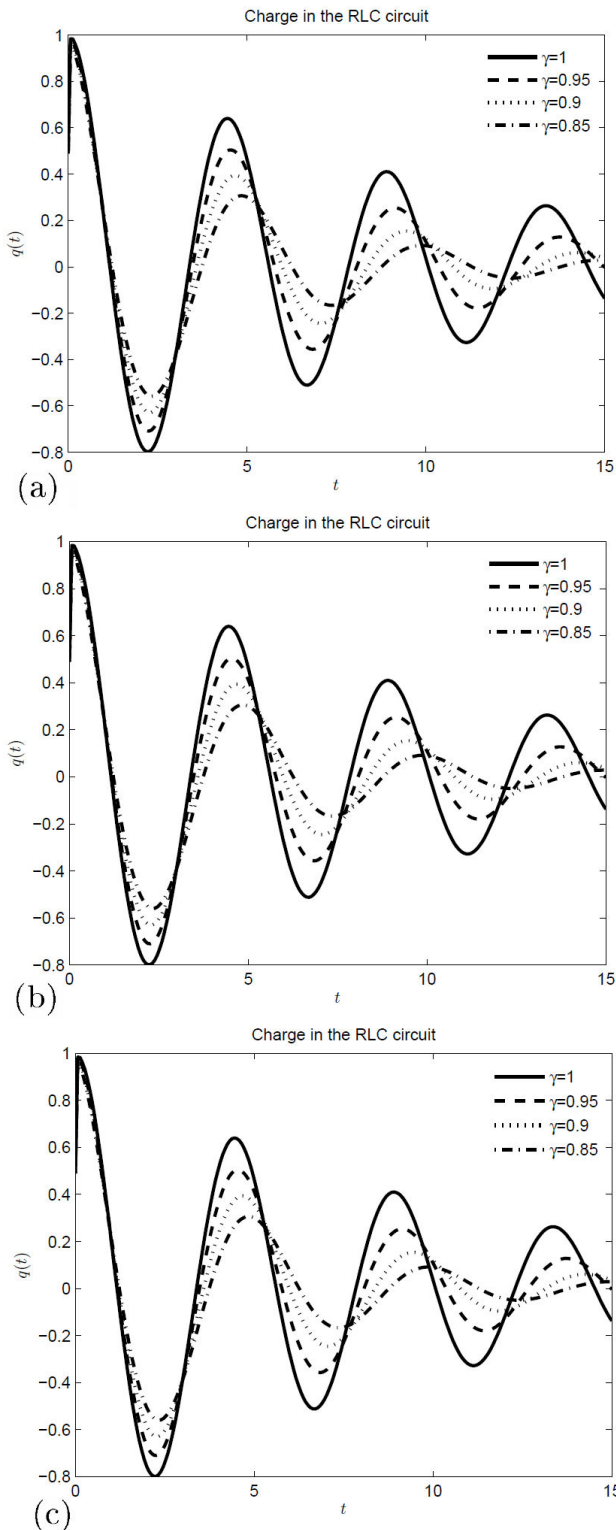 Charge in the RLC circuit
1
γ=1
0.8
γ=0.95
γ=0.9
0.6
γ=0.85
0.4
0.2
q(t)
0
−0.2
−0.4
−0.6
−0.8
0 5 10 15
t
(a)
Charge in the RLC circuit
1
γ=1
0.8
γ=0.95
γ=0.9
0.6
γ=0.85
0.4
0.2
q(t)
0
−0.2
−0.4
−0.6
−0.8
0 5 10 15
t
(b)
Charge in the RLC circuit
1
γ=1
0.8
γ=0.95
γ=0.9
0.6
γ=0.85
0.4
0.2
q(t)
0
−0.2
−0.4
−0.6
−0.8
0 5 10 15
t
(c)